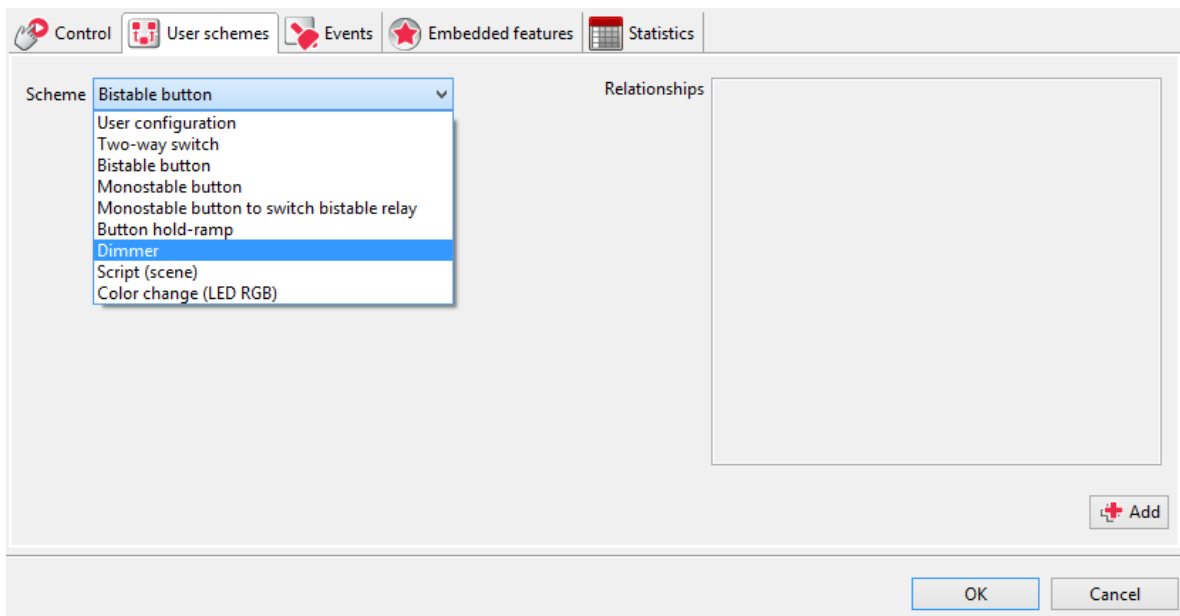 Control User schemes Events Embedded features Statistics
Scheme Bistable button Relationships
User configuration
Two-way switch
Bistable button
Monostable button
Monostable button to switch bistable relay
Button hold-ramp
Dimmer
Script (scene)
Color change (LED RGB)
Add
OK Cancel